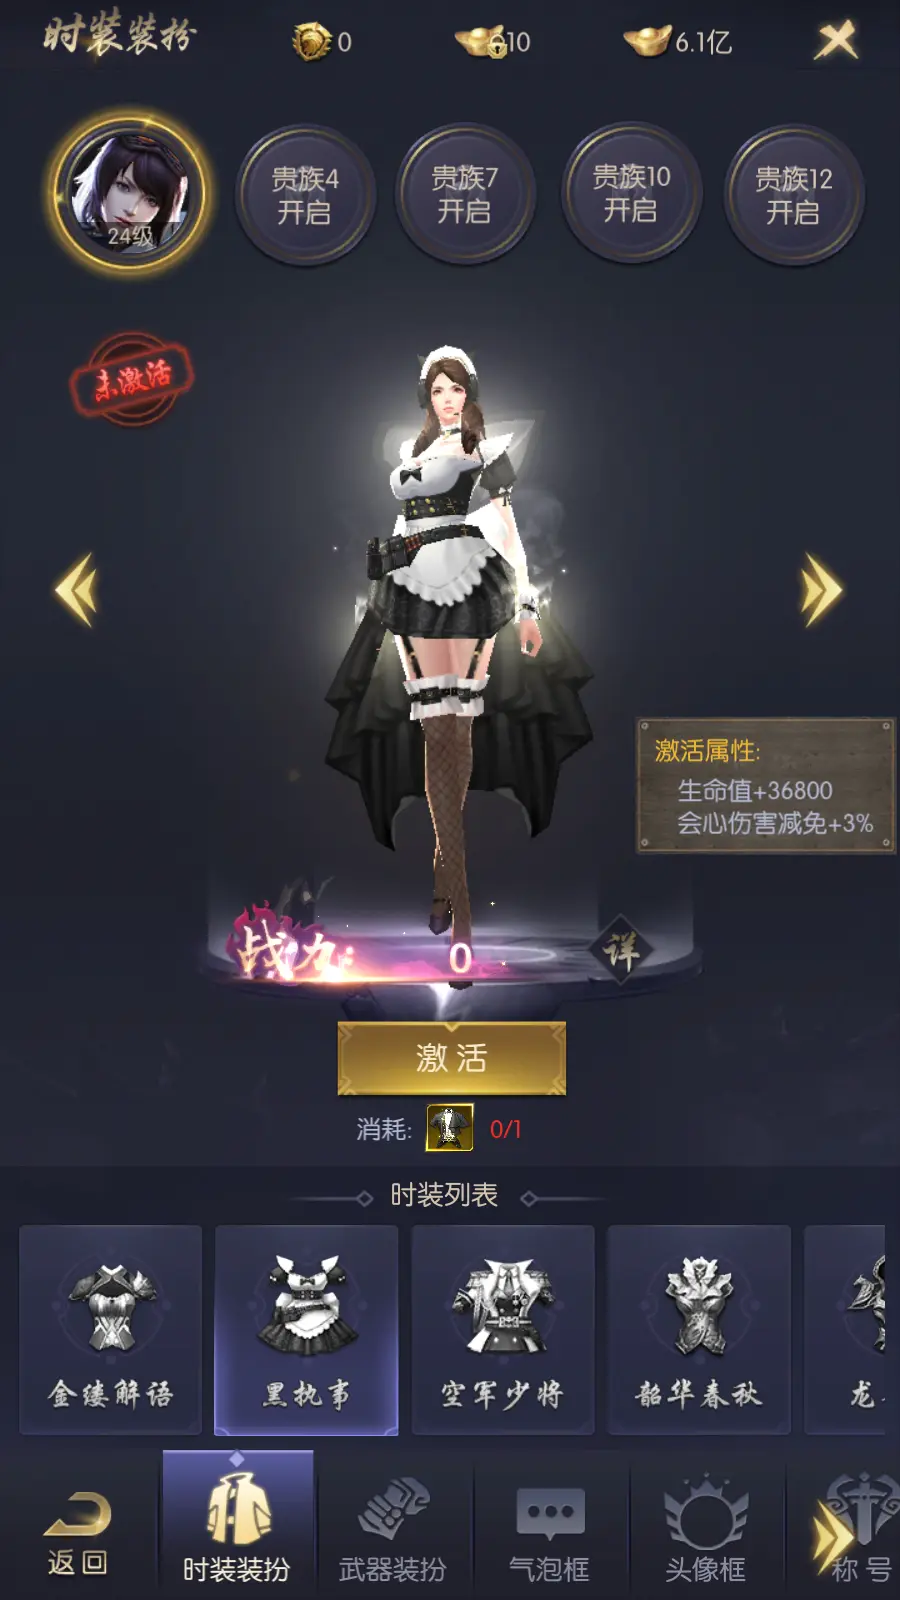 时装装扮
0
10
6.1亿
24级
贵族4
开启
贵族7
开启
贵族10
开启
贵族12
开启
未激活
激活属性:
生命值+36800
会心伤害减免+3%
战力:
0
详
激活
消耗:
0/1
时装列表
金缕解语
黑执事
空军少将
韶华春秋
龙
返回
时装装扮
武器装扮
气泡框
头像框
称号